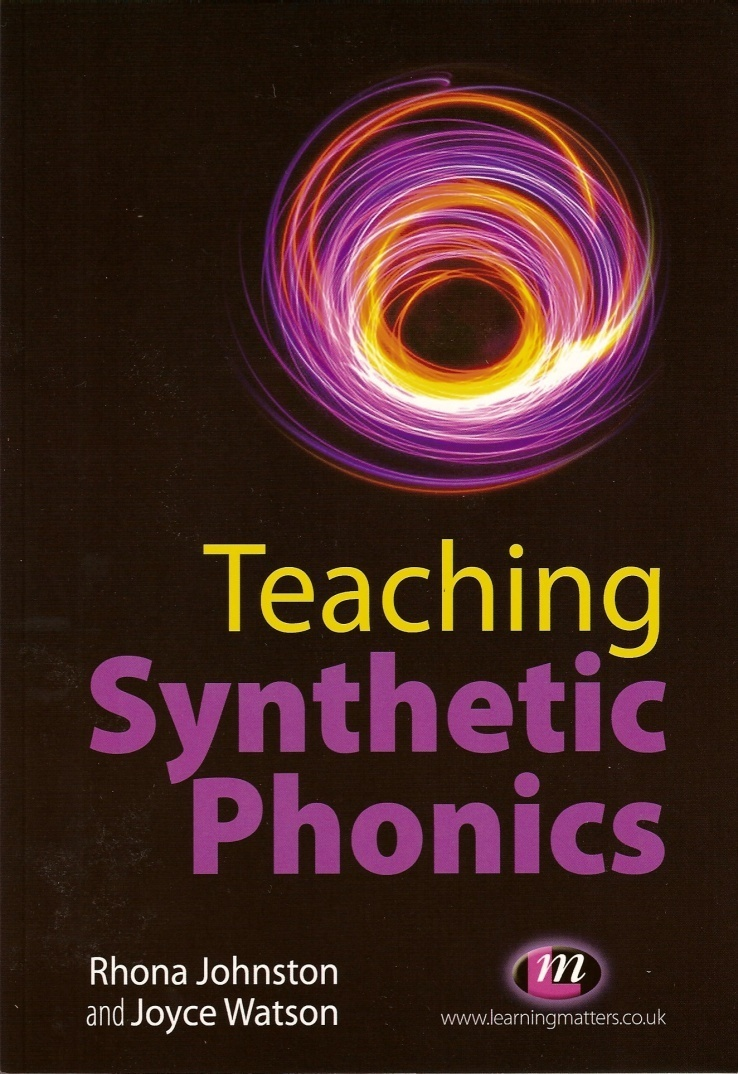 Teaching
Synthetic
Phonics
Rhona Johnston
and Joyce Watson
m
www.learningmatters.co.uk